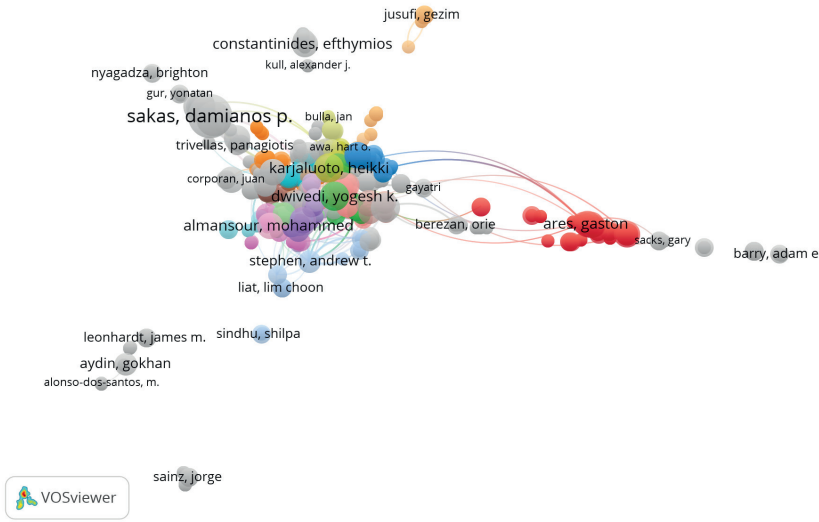 jusufi, gezim
constantinides, efthymios
kull, alexander j.
nyagadza, brighton
gur, yonatan
sakas, damianos p.
bulla, jan
trivellas, panagiotis
awa, hart o.
karjaluoto, heikki
corporan, juan
gayatri
dwivedi, yogesh k.
almansour, mohammed
berezan, orie
ares, gaston
sacks, gary
barry, adam e
stephen, andrew t.
liat, lim choon
leonhardt, james m.
sindhu, shilpa
aydin, gokhan
alonso-dos-santos, m.
sainz, jorge
VOSviewer